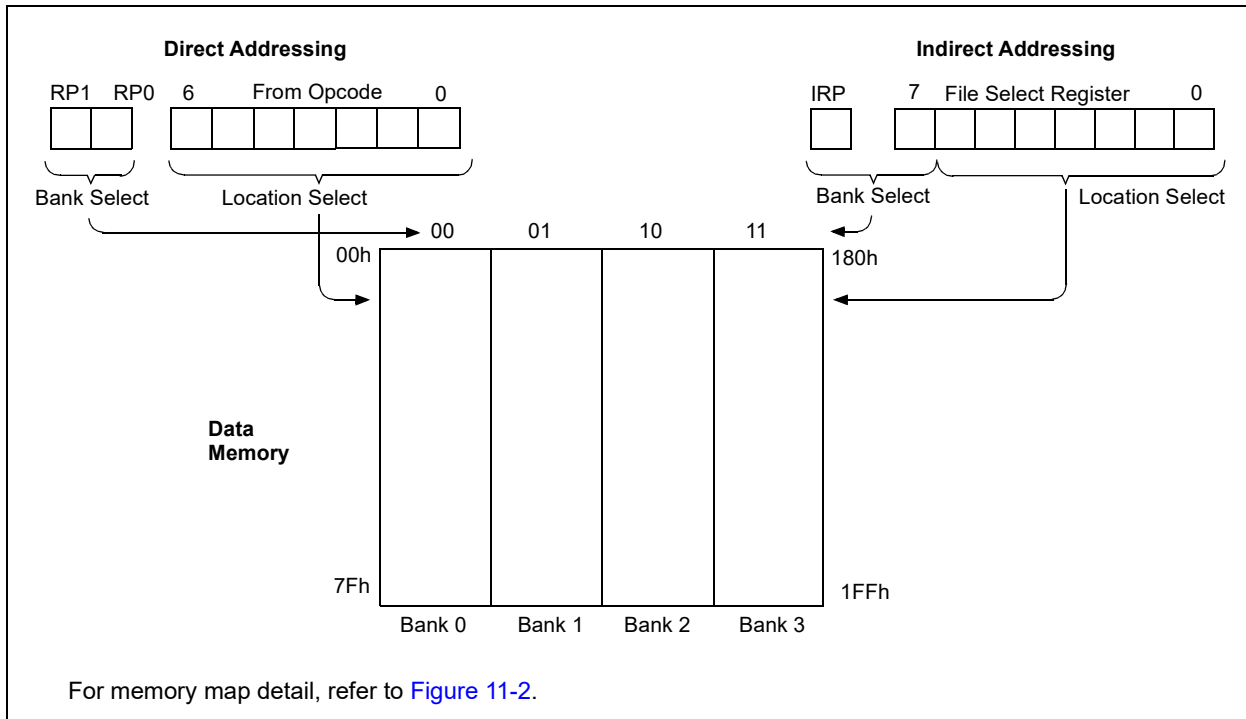 Direct Addressing
Indirect Addressing
RP1 RP0 6 From Opcode 0
IRP 7 File Select Register 0
Bank Select Location Select
Bank Select Location Select
00 01 10 11
00h
180h
Data
Memory
7Fh
1FFh
Bank 0 Bank 1 Bank 2 Bank 3
For memory map detail, refer to Figure 11-2.